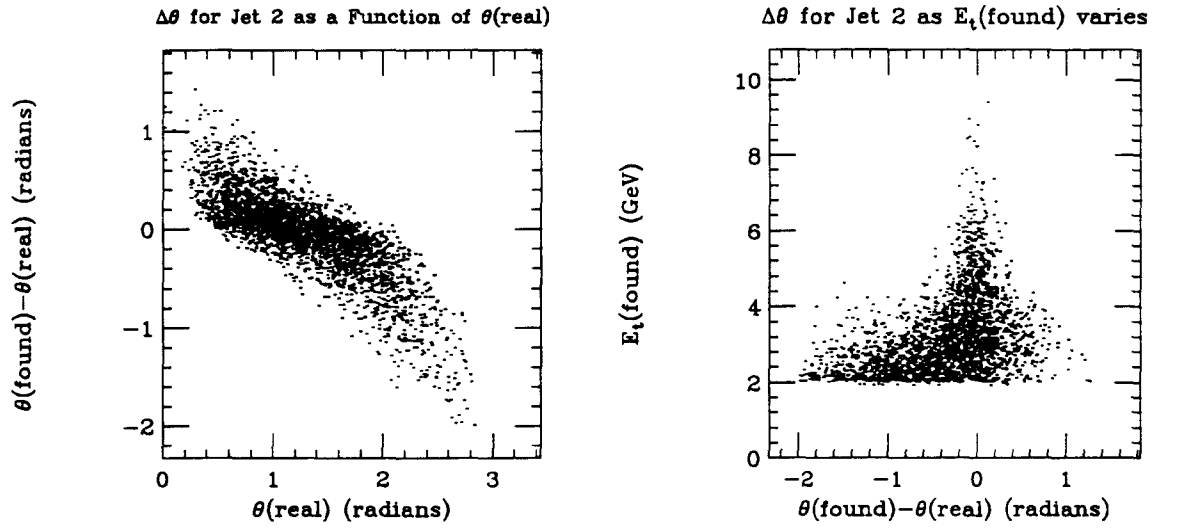 Δθ for Jet 2 as a Function of θ(real)
θ(found)−θ(real) (radians)
1
0
−1
−2
0 1 2 3
θ(real) (radians)
Δθ for Jet 2 as E_t(found) varies
E_t(found) (GeV)
10
8
6
4
2
0
−2 −1 0 1
θ(found)−θ(real) (radians)